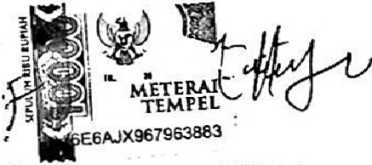 SEPULUH RIBU RUPIAH
10000
METERAI
TEMPEL
6E6AJX967963883